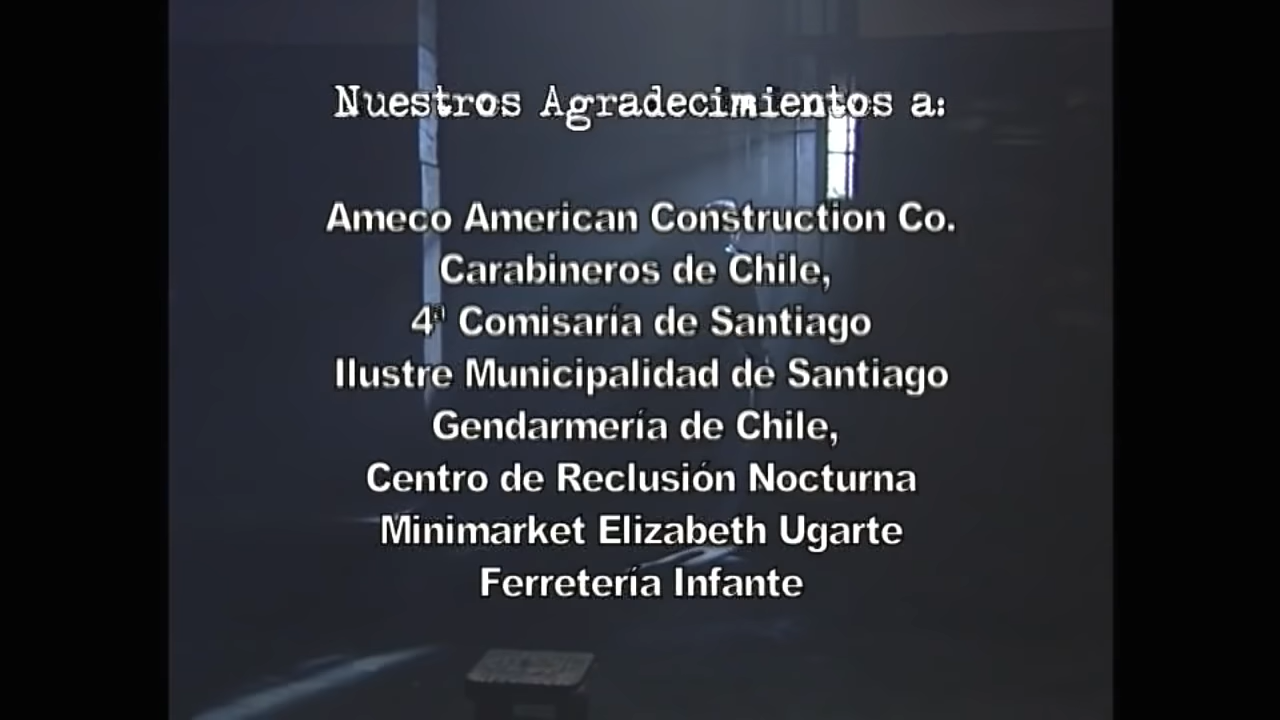 Nuestros Agradecimientos a:
Ameco American Construction Co.
Carabineros de Chile,
4ª Comisaría de Santiago
Ilustre Municipalidad de Santiago
Gendarmería de Chile,
Centro de Reclusión Nocturna
Minimarket Elizabeth Ugarte
Ferretería Infante